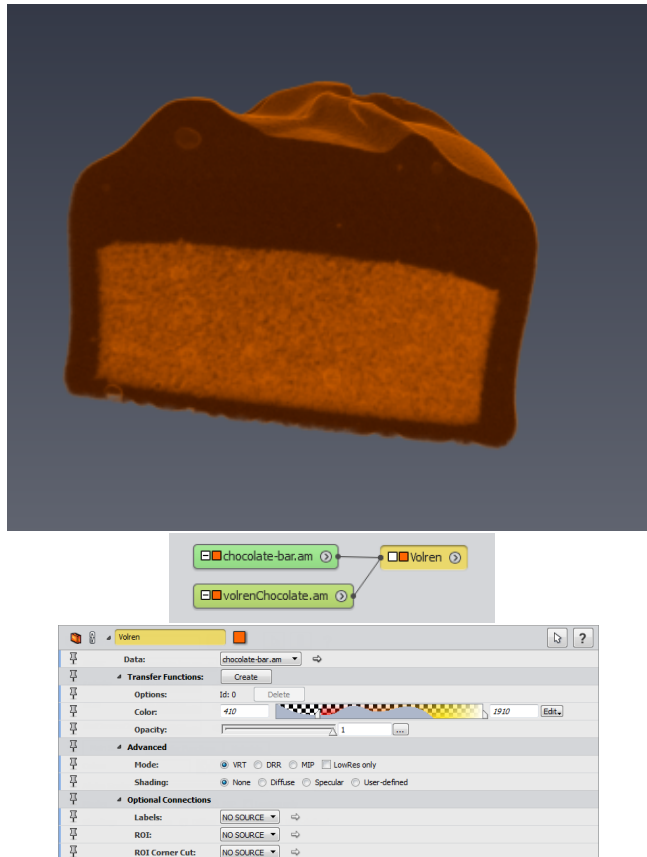 chocolate-bar.am
Volren
volrenChocolate.am
Volren ?
Data: chocolate-bar.am
Transfer Functions: Create
Options: Id: 0 Delete
Color: 410 1910 Edit
Opacity: 1 ...
Advanced
Mode: VRT DRR MIP LowRes only
Shading: None Diffuse Specular User-defined
Optional Connections
Labels: NO SOURCE
ROI: NO SOURCE
ROI Corner Cut: NO SOURCE